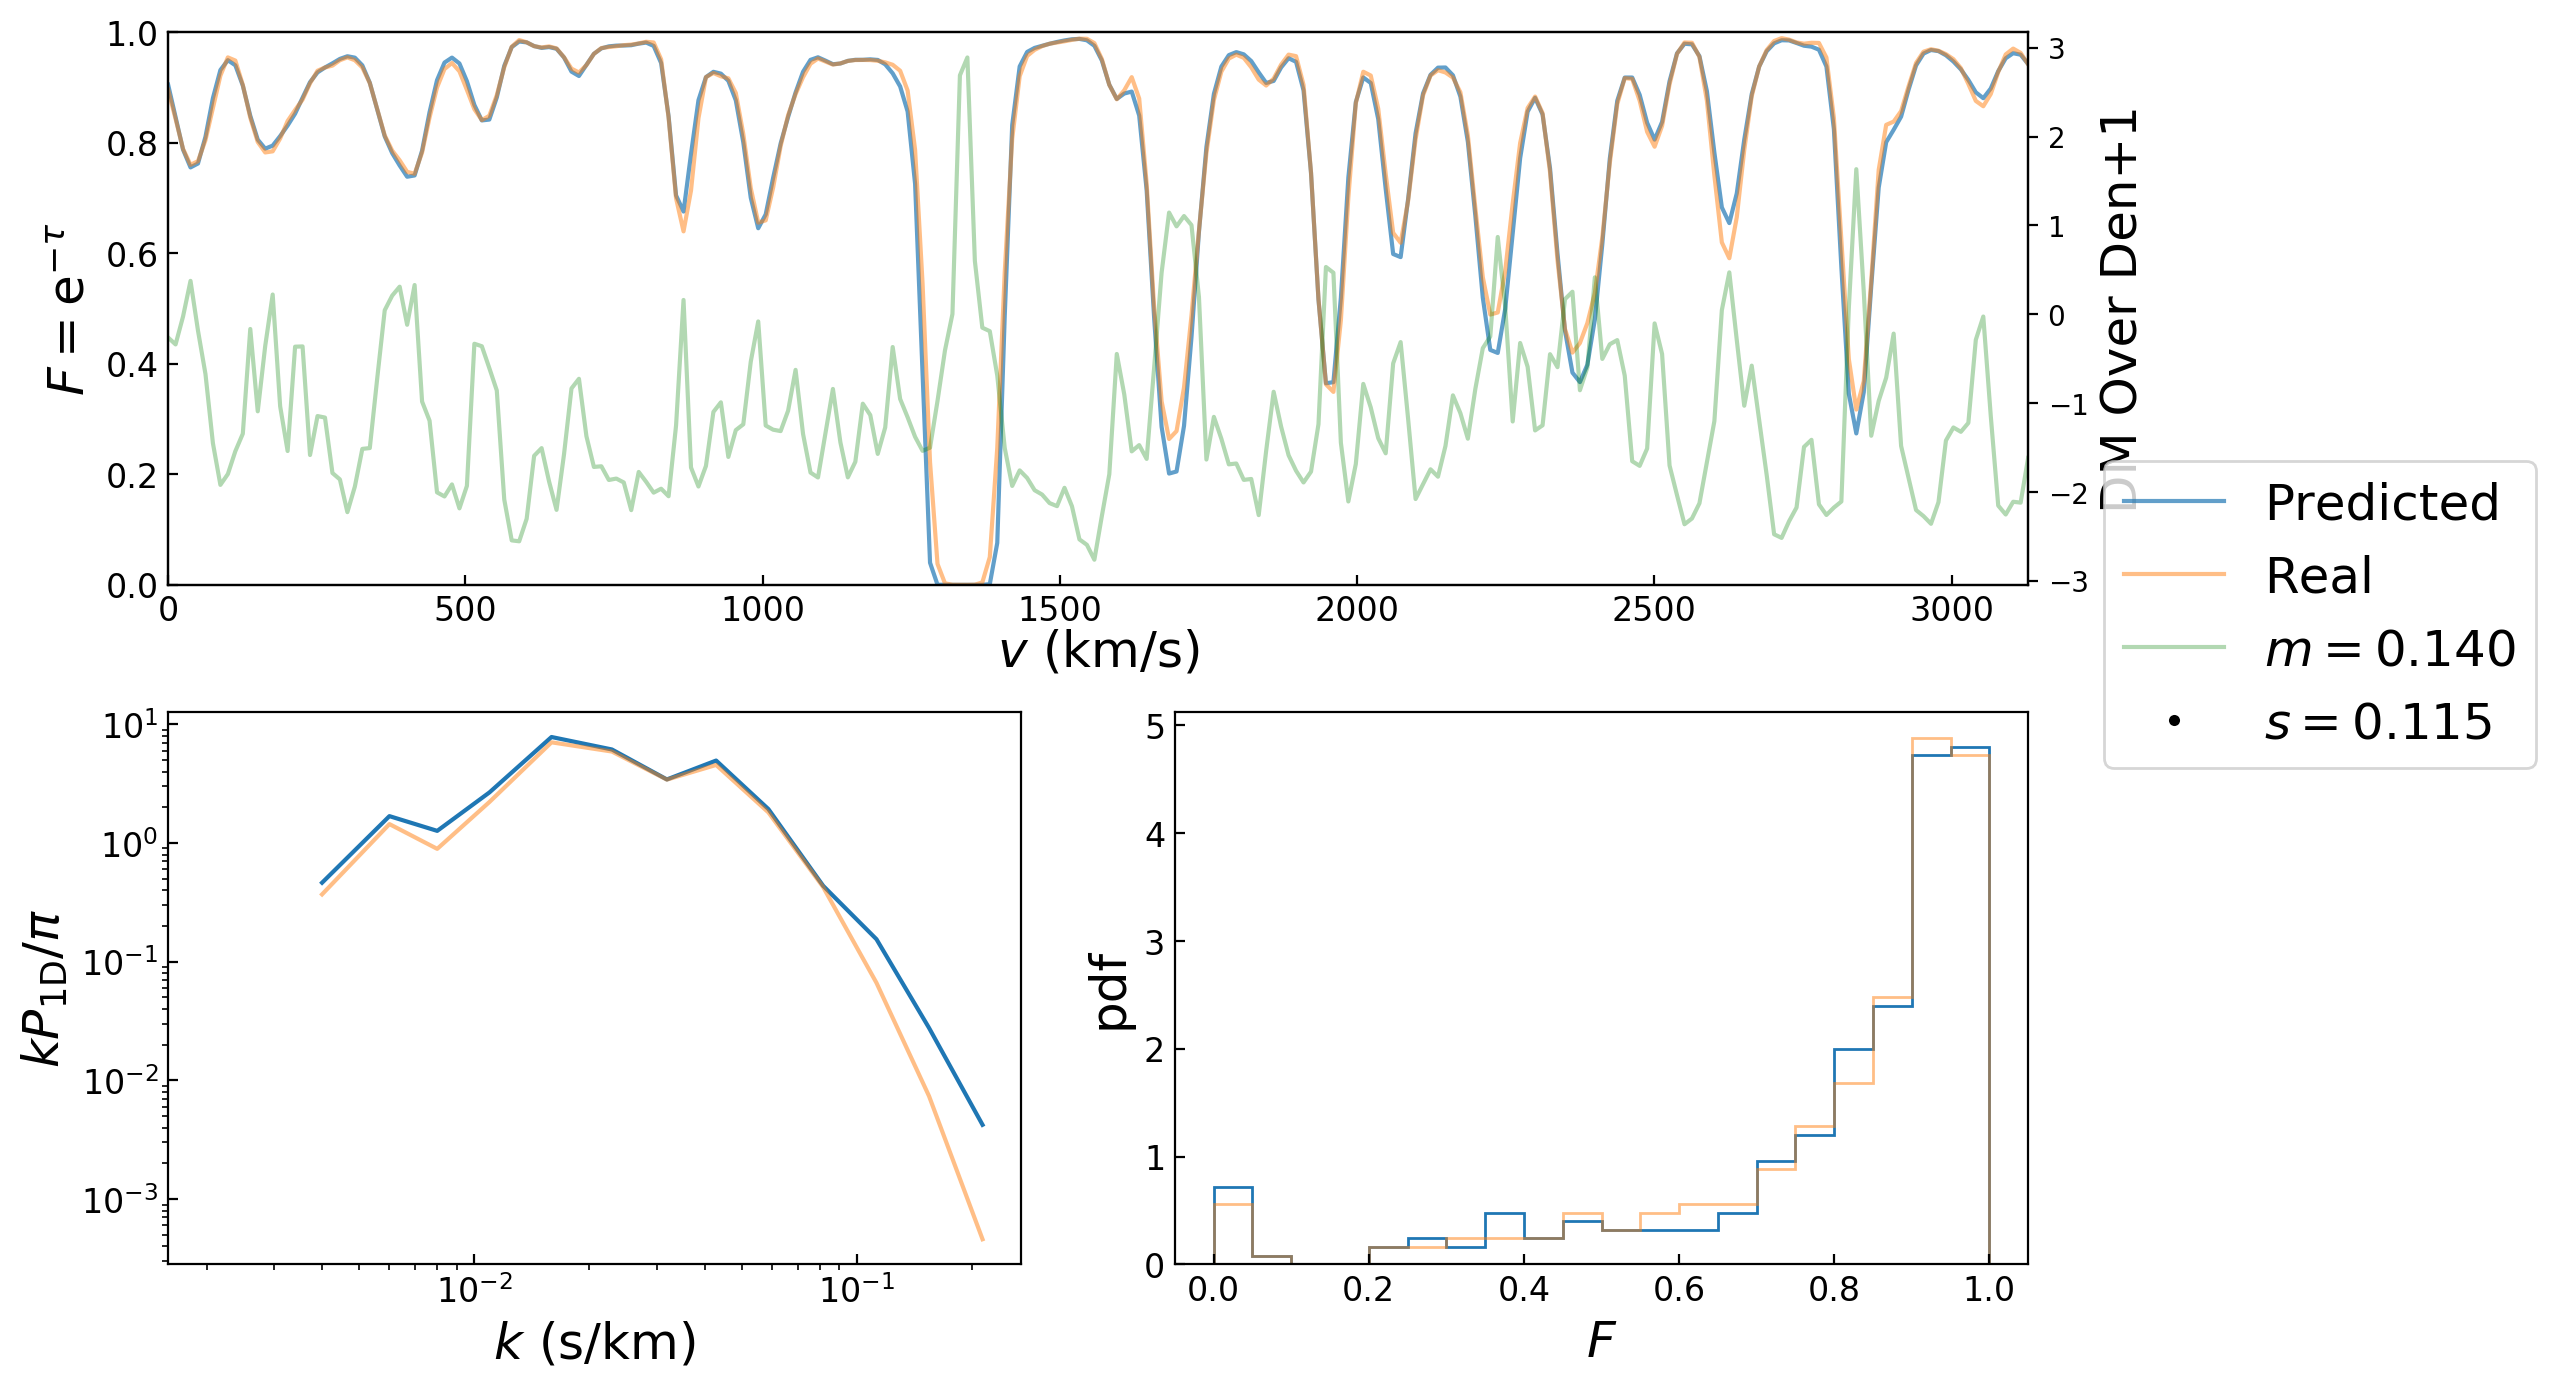 1.0
0.8
0.6
0.4
0.2
0.0
F = e^{−τ}
0 500 1000 1500 2000 2500 3000
v (km/s)
3
2
1
0
−1
−2
−3
DM Over Den+1
Predicted
Real
m = 0.140
s = 0.115
10^1
10^0
10^{−1}
10^{−2}
10^{−3}
kP_{1D}/π
10^{−2} 10^{−1}
k (s/km)
5
4
3
2
1
0
pdf
0.0 0.2 0.4 0.6 0.8 1.0
F